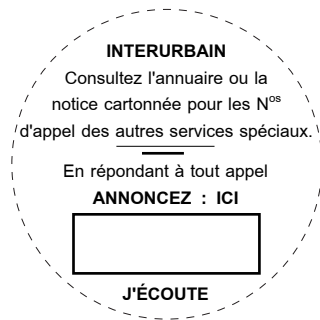 INTERURBAIN
Consultez l'annuaire ou la
notice cartonnée pour les Nᵒˢ
d'appel des autres services spéciaux.
En répondant à tout appel
ANNONCEZ : ICI
J'ÉCOUTE